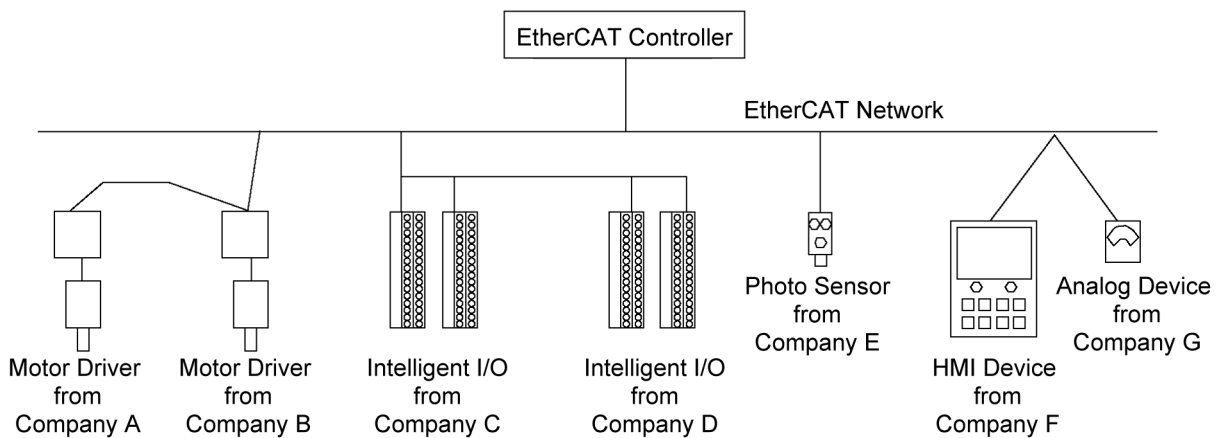 EtherCAT Controller
EtherCAT Network
Motor Driver
from
Company A
Motor Driver
from
Company B
Intelligent I/O
from
Company C
Intelligent I/O
from
Company D
Photo Sensor
from
Company E
HMI Device
from
Company F
Analog Device
from
Company G